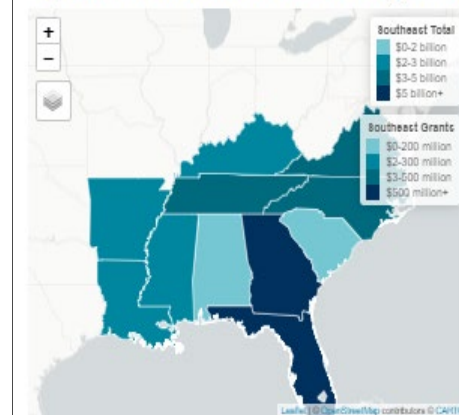 +
−
Southeast Total
$0-2 billion
$2-3 billion
$3-5 billion
$5 billion+
Southeast Grants
$0-200 million
$2-300 million
$3-500 million
$500 million+
Leaflet | © OpenStreetMap contributors © CART